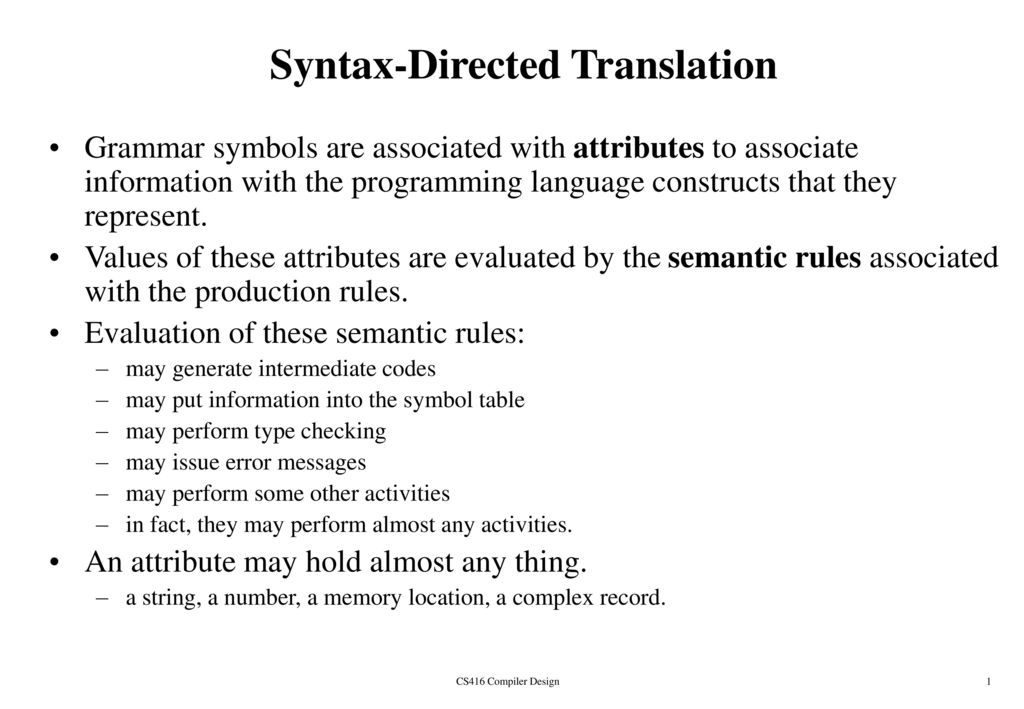 Syntax-Directed Translation
• Grammar symbols are associated with attributes to associate
information with the programming language constructs that they
represent.
• Values of these attributes are evaluated by the semantic rules associated
with the production rules.
• Evaluation of these semantic rules:
– may generate intermediate codes
– may put information into the symbol table
– may perform type checking
– may issue error messages
– may perform some other activities
– in fact, they may perform almost any activities.
• An attribute may hold almost any thing.
– a string, a number, a memory location, a complex record.
CS416 Compiler Design
1